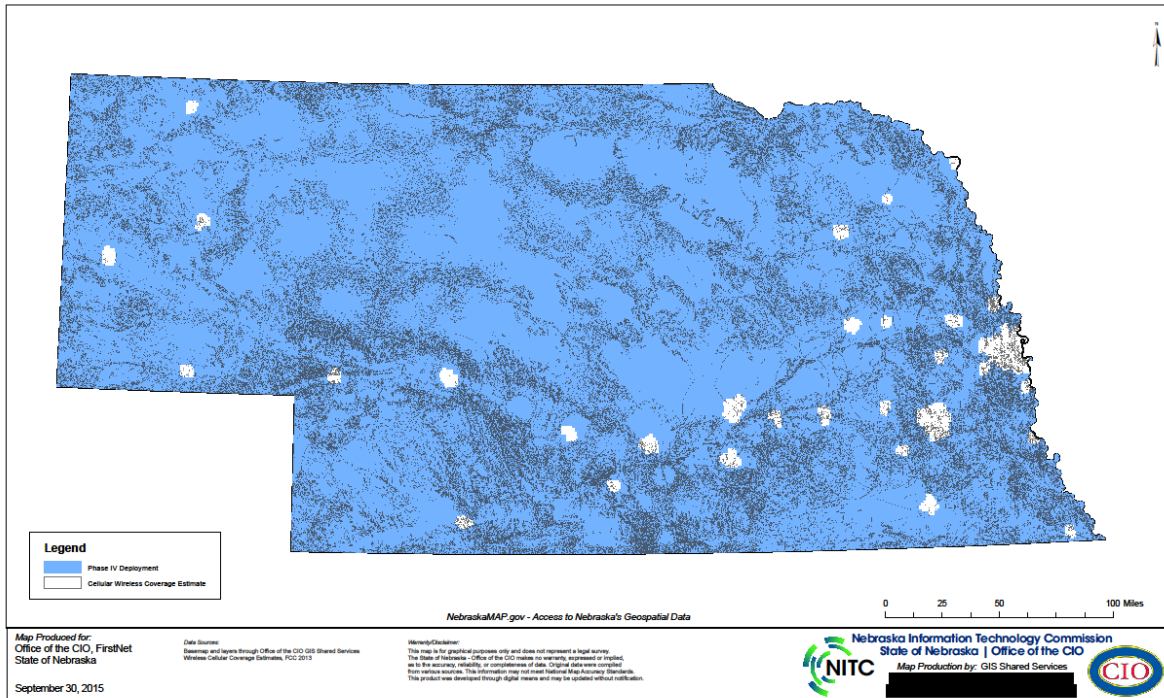 N
Legend
Phase IV Deployment
Cellular Wireless Coverage Estimate
0 25 50 100 Miles
NebraskaMAP.gov - Access to Nebraska's Geospatial Data
Map Produced for:
Office of the CIO, FirstNet
State of Nebraska
September 30, 2015
Data Sources:
Basemap and layers through Office of the CIO GIS Shared Services
Wireless Cellular Coverage Estimates, FCC 2013
Warranty/Disclaimer:
This map is for graphical purposes only and does not represent a legal survey.
The State of Nebraska - Office of the CIO makes no warranty, expressed or implied,
as to the accuracy, reliability, or completeness of data. Original data were compiled
from various sources. This information may not meet National Map Accuracy Standards.
This product was developed through digital means and may be updated without notification.
NITC
Nebraska Information Technology Commission
State of Nebraska | Office of the CIO
Map Production by: GIS Shared Services
CIO